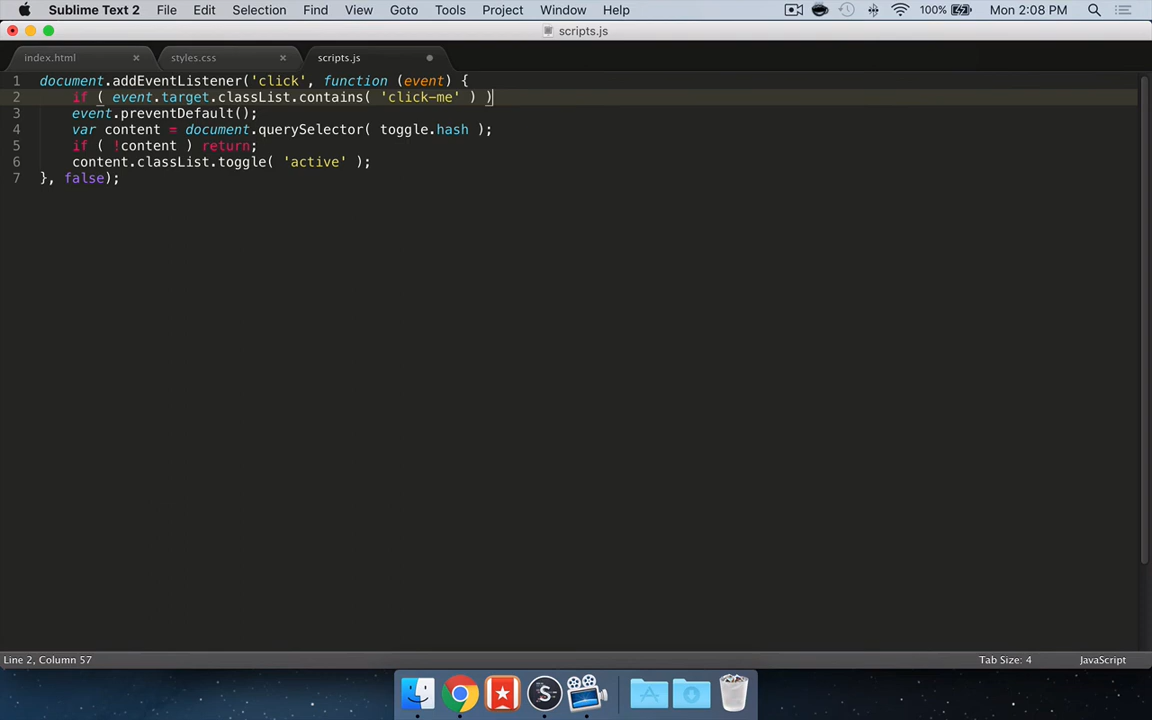 Sublime Text 2 File Edit Selection Find View Goto Tools Project Window Help 100% Mon 2:08 PM
scripts.js
index.html × styles.css × scripts.js
1 document.addEventListener('click', function (event) {
2 if ( event.target.classList.contains( 'click-me' ) )
3 event.preventDefault();
4 var content = document.querySelector( toggle.hash );
5 if ( !content ) return;
6 content.classList.toggle( 'active' );
7 }, false);
Line 2, Column 57 Tab Size: 4 JavaScript